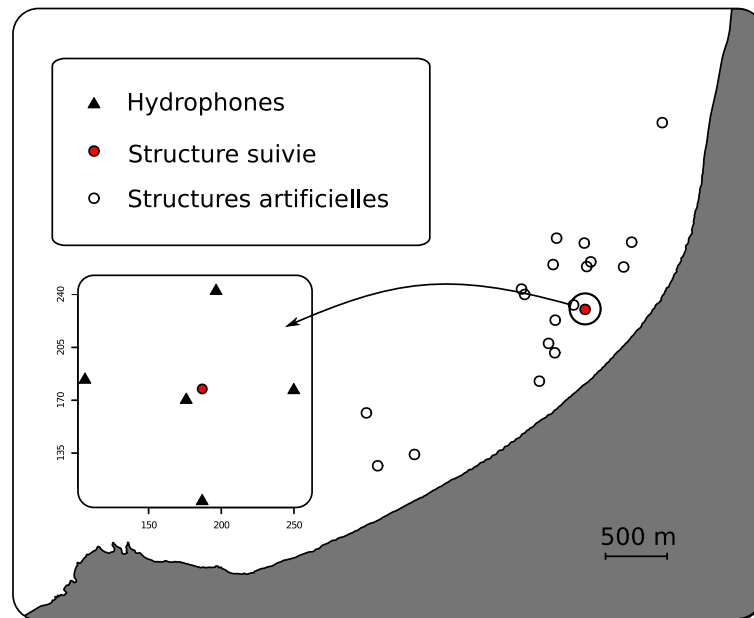 Hydrophones
Structure suivie
Structures artificielles
240
205
170
135
150 200 250
500 m